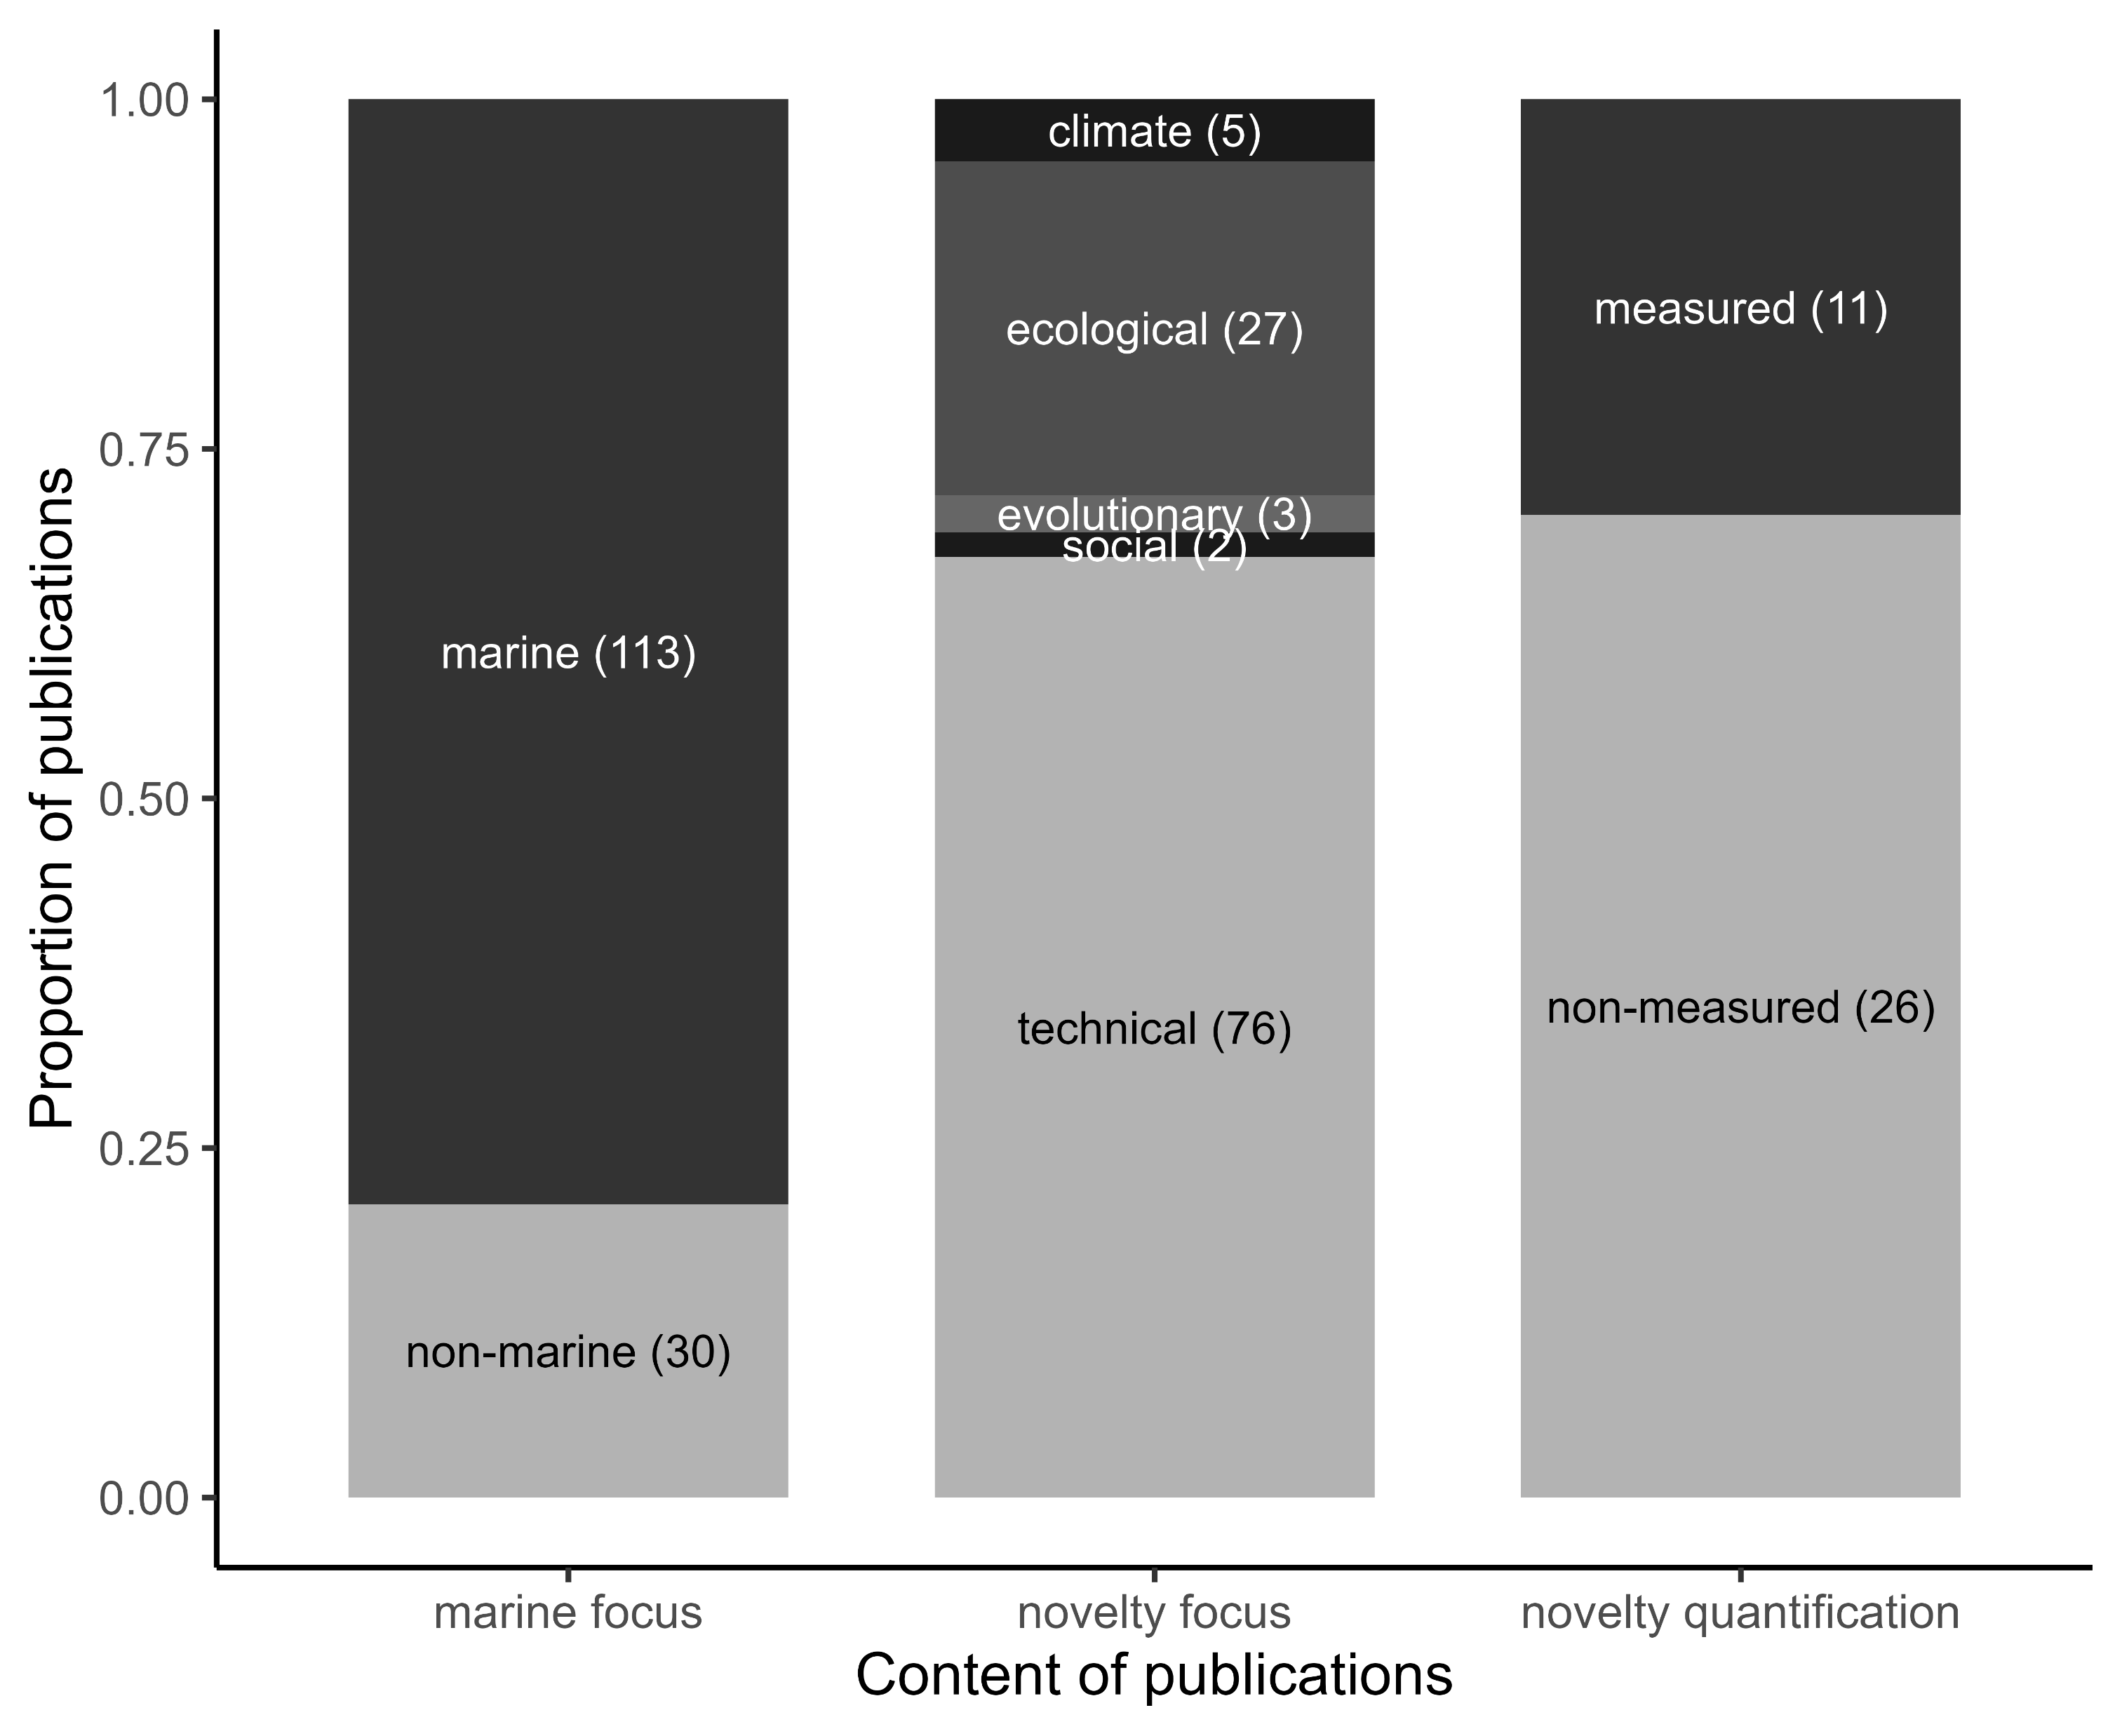 Proportion of publications
1.00
0.75
0.50
0.25
0.00
marine (113)
non-marine (30)
climate (5)
ecological (27)
evolutionary (3)
social (2)
technical (76)
measured (11)
non-measured (26)
marine focus
novelty focus
novelty quantification
Content of publications